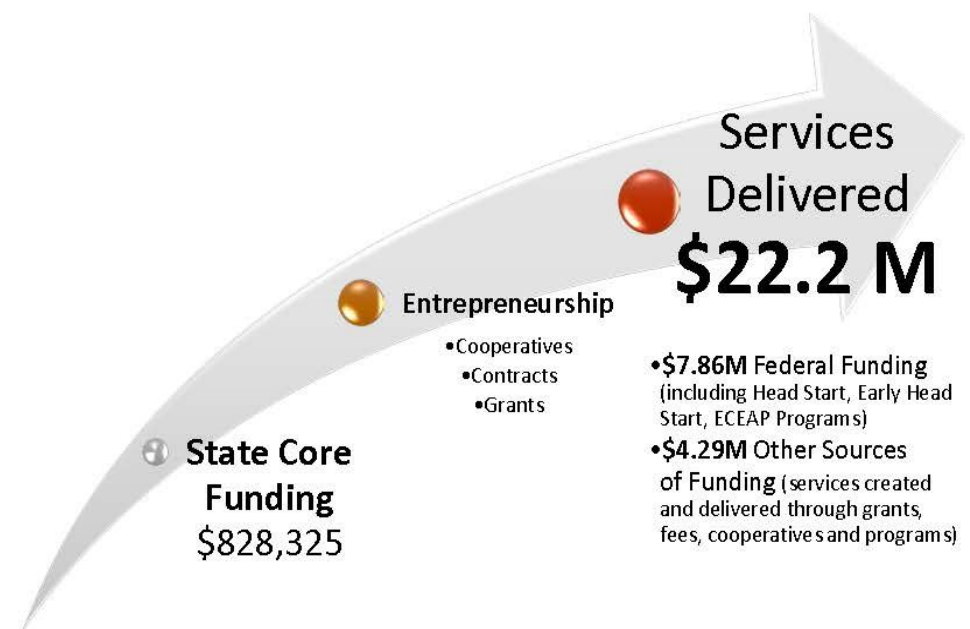 Services
Delivered
$22.2 M
Entrepreneurship
•Cooperatives
•Contracts
•Grants
•$7.86M Federal Funding
(including Head Start, Early Head
Start, ECEAP Programs)
•$4.29M Other Sources
of Funding (services created
and delivered through grants,
fees, cooperatives and programs)
State Core
Funding
$828,325